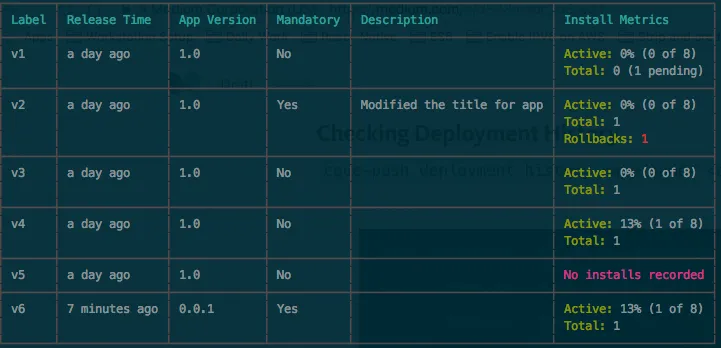 Label Release Time App Version Mandatory Description Install Metrics
v1 a day ago 1.0 No Active: 0% (0 of 8)
Total: 0 (1 pending)
v2 a day ago 1.0 Yes Modified the title for app Active: 0% (0 of 8)
Total: 1
Rollbacks: 1
Checking Deployment
v3 a day ago 1.0 No Active: 0% (0 of 8)
Total: 1
v4 a day ago 1.0 No Active: 13% (1 of 8)
Total: 1
v5 a day ago 1.0 No No installs recorded
v6 7 minutes ago 0.0.1 Yes Active: 13% (1 of 8)
Total: 1